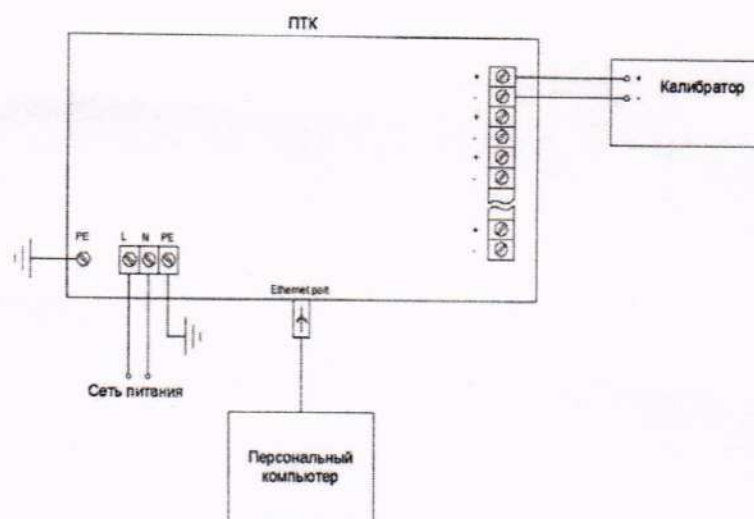 ПТК
+
-
+
-
+
-
+
-
+
-
Калибратор
PE
L N PE
Ethernet port
Сеть питания
Персональный
компьютер